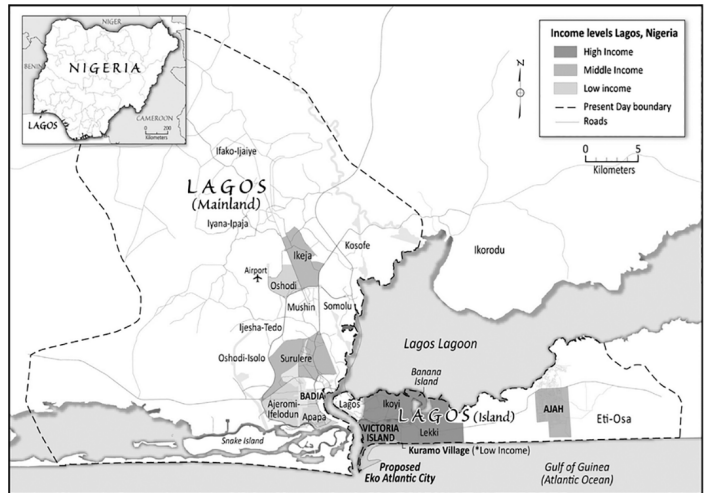 NIGER
BENIN
NIGERIA
CAMEROON
LAGOS
0 200
Kilometers
Income levels Lagos, Nigeria
High Income
Middle Income
Low income
Present Day boundary
Roads
N
0 5
Kilometers
Ifako-Ijaiye
LAGOS
(Mainland)
Iyana-Ipaja
Kosofe
Ikorodu
Ikeja
Airport
Oshodi
Mushin
Somolu
Ijesha-Tedo
Lagos Lagoon
Oshodi-Isolo
Surulere
Banana
Island
BADIA
Lagos
Ikoyi
LAGOS (Island)
AJAH
Eti-Osa
Ajeromi-
Ifelodun
Apapa
VICTORIA
ISLAND
Lekki
Snake Island
Kuramo Village (*Low Income)
Proposed
Eko Atlantic City
Gulf of Guinea
(Atlantic Ocean)